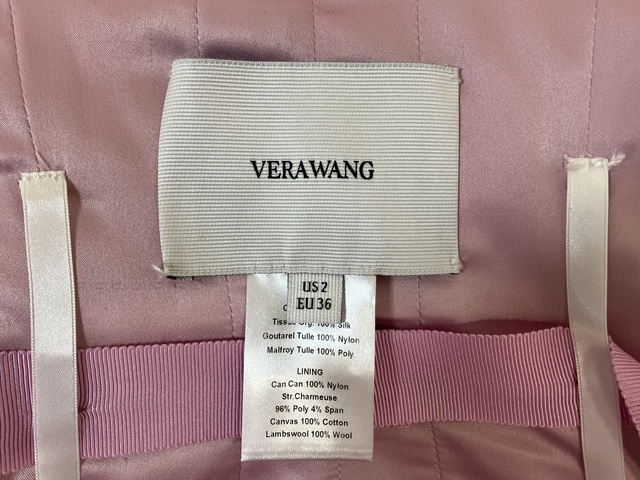 VERAWANG
US 2
EU 36
Tissue Org. 100% Silk
Goutarel Tulle 100% Nylon
Malfroy Tulle 100% Poly
LINING
Can Can 100% Nylon
Str.Charmeuse
96% Poly 4% Span
Canvas 100% Cotton
Lambswool 100% Wool